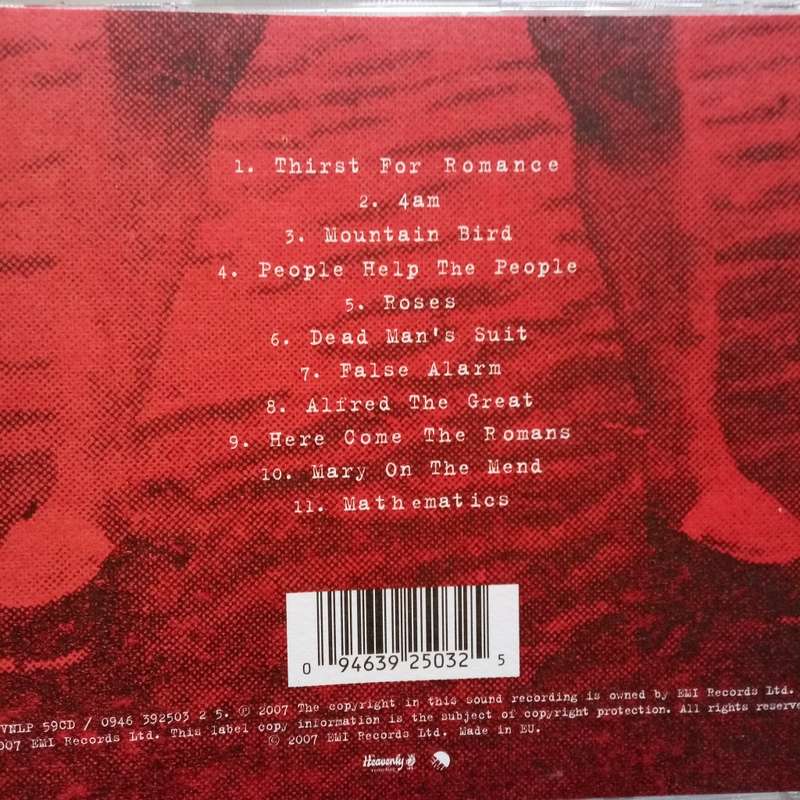 1. Thirst For Romance
2. 4am
3. Mountain Bird
4. People Help The People
5. Roses
6. Dead Man's Suit
7. False Alarm
8. Alfred The Great
9. Here Come The Romans
10. Mary On The Mend
11. Mathematics
0 94639 25032 5
VNLP 59CD / 0946 392503 2 5. ℗ 2007 The copyright in this sound recording is owned by EMI Records Ltd.
007 EMI Records Ltd. This label copy information is the subject of copyright protection. All rights reserve
© 2007 EMI Records Ltd. Made in EU.
Heavenly